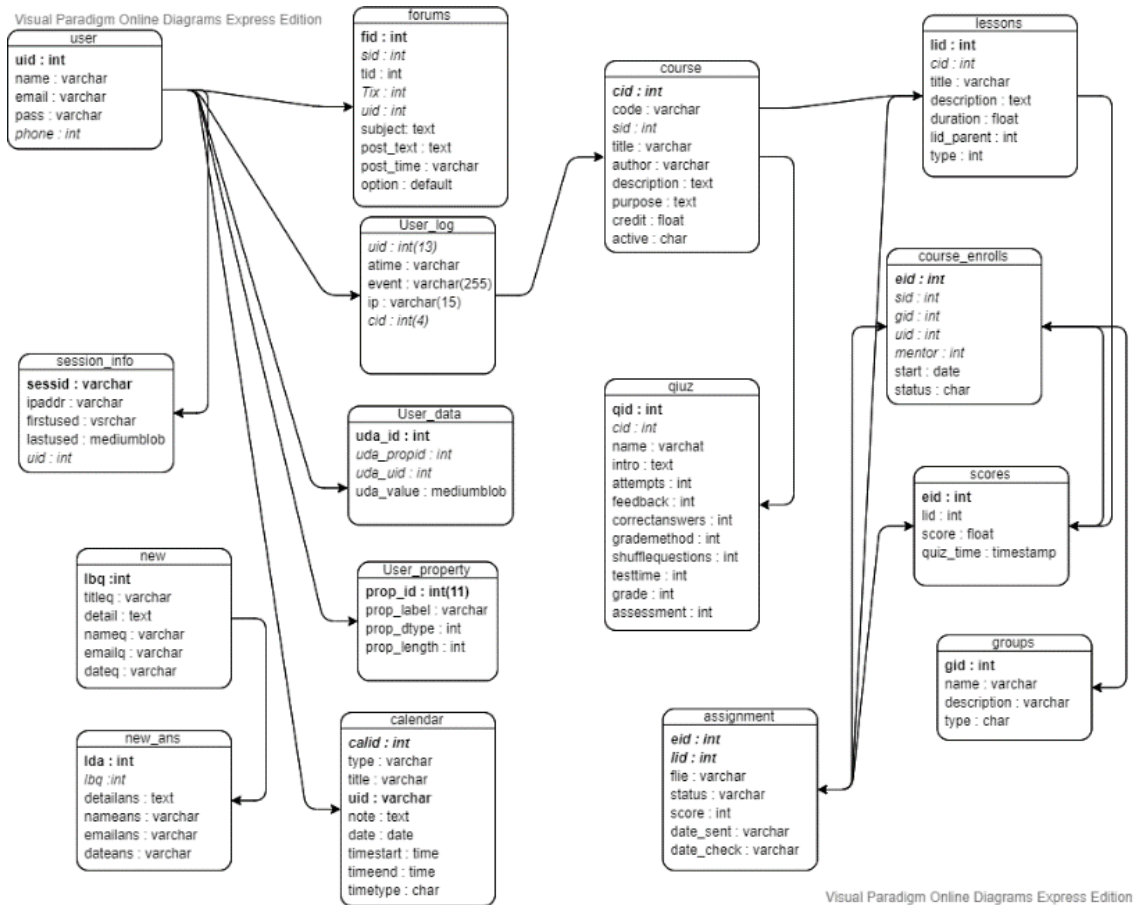 Visual Paradigm Online Diagrams Express Edition
user
uid : int
name : varchar
email : varchar
pass : varchar
phone : int
forums
fid : int
sid : int
tid : int
Tix : int
uid : int
subject: text
post_text : text
post_time : varchar
option : default
User_log
uid : int(13)
atime : varchar
event : varchar(255)
ip : varchar(15)
cid : int(4)
session_info
sessid : varchar
ipaddr : varchar
firstused : vsrchar
lastused : mediumblob
uid : int
User_data
uda_id : int
uda_propid : int
uda_uid : int
uda_value : mediumblob
new
Ibq :int
titleq : varchar
detail : text
nameq : varchar
emailq : varchar
dateq : varchar
User_property
prop_id : int(11)
prop_label : varchar
prop_dtype : int
prop_length : int
new_ans
Ida : int
Ibq :int
detailans : text
nameans : varchar
emailans : varchar
dateans : varchar
calendar
calid : int
type : varchar
title : varchar
uid : varchar
note : text
date : date
timestart : time
timeend : time
timetype : char
course
cid : int
code : varchar
sid : int
title : varchar
author : varchar
description : text
purpose : text
credit : float
active : char
qiuz
qid : int
cid : int
name : varchat
intro : text
attempts : int
feedback : int
correctanswers : int
grademethod : int
shufflequestions : int
testtime : int
grade : int
assessment : int
assignment
eid : int
lid : int
flie : varchar
status : varchar
score : int
date_sent : varchar
date_check : varchar
lessons
lid : int
cid : int
title : varchar
description : text
duration : float
lid_parent : int
type : int
course_enrolls
eid : int
sid : int
gid : int
uid : int
mentor : int
start : date
status : char
scores
eid : int
lid : int
score : float
quiz_time : timestamp
groups
gid : int
name : varchar
description : varchar
type : char
Visual Paradigm Online Diagrams Express Edition